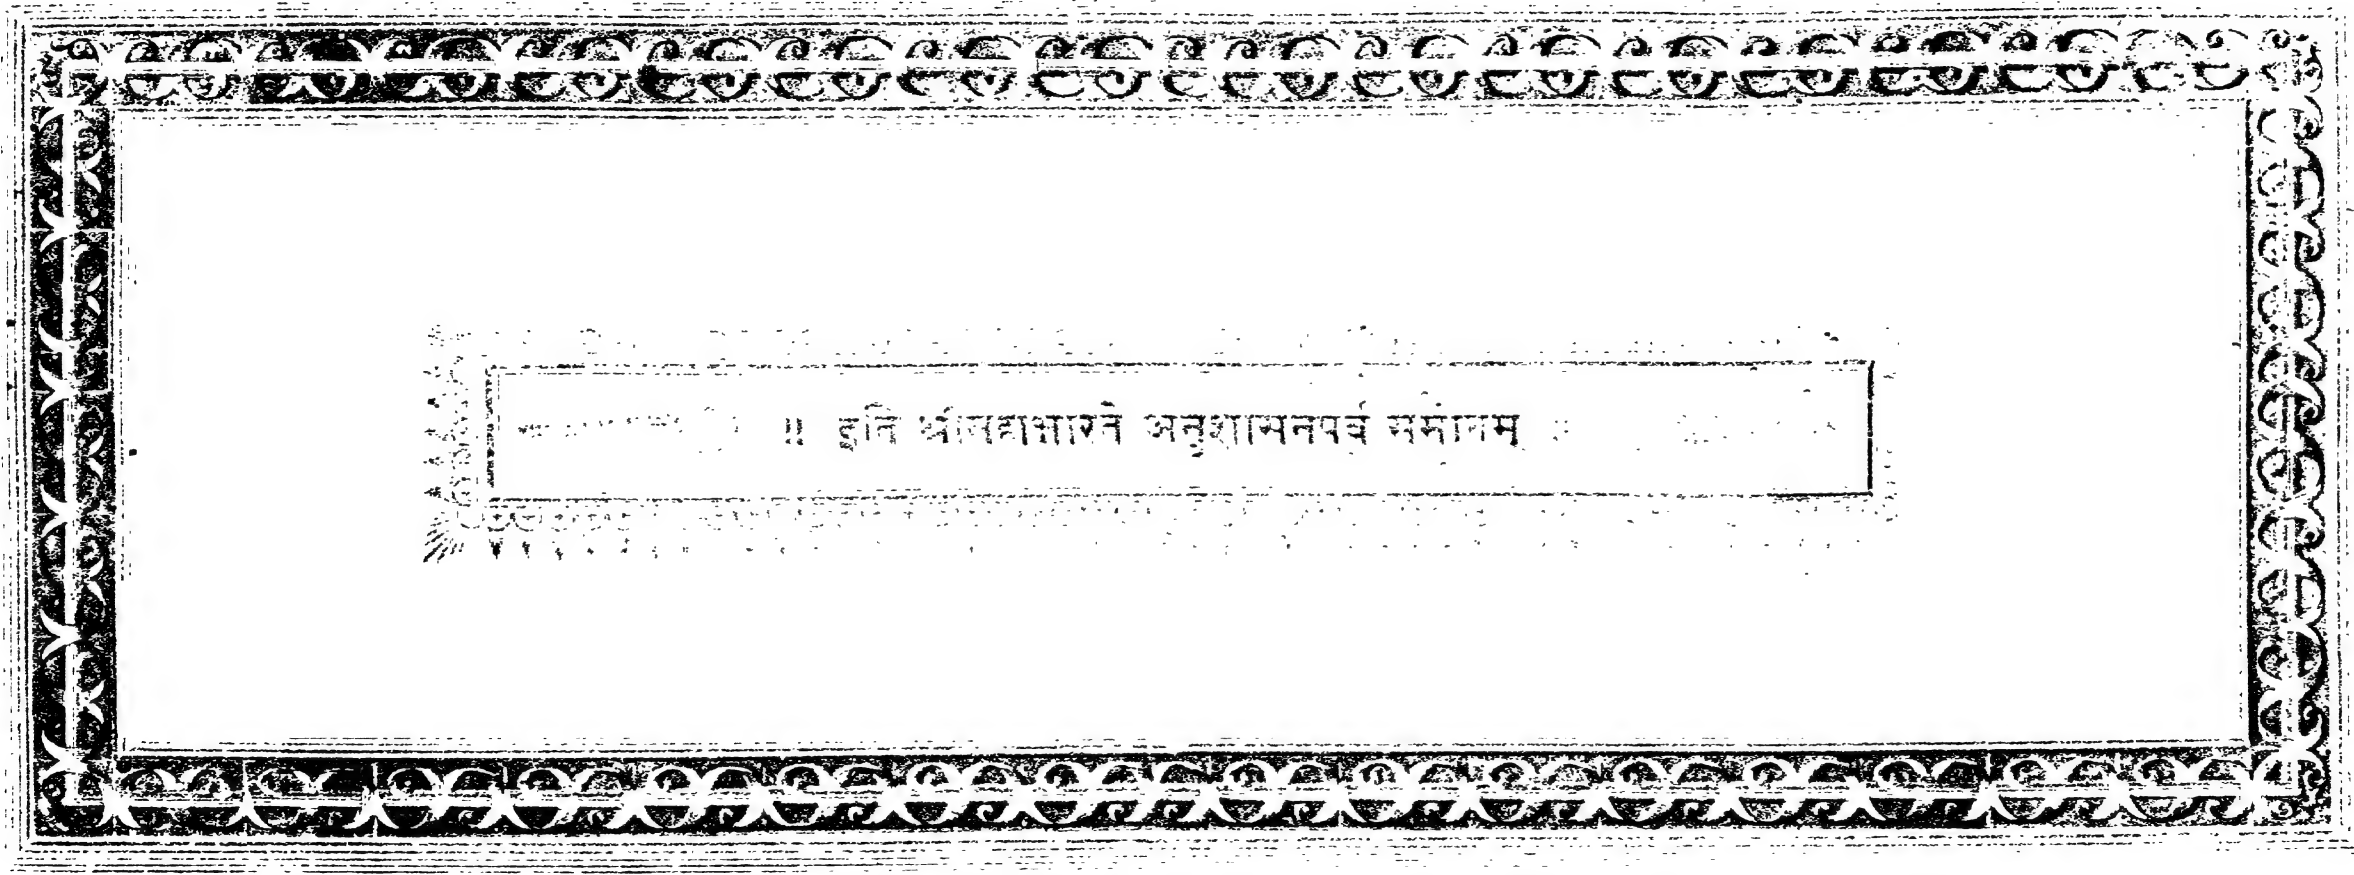 ॥ इति श्रीमहाभारते अनुशासनपर्व समाप्तम् ॥